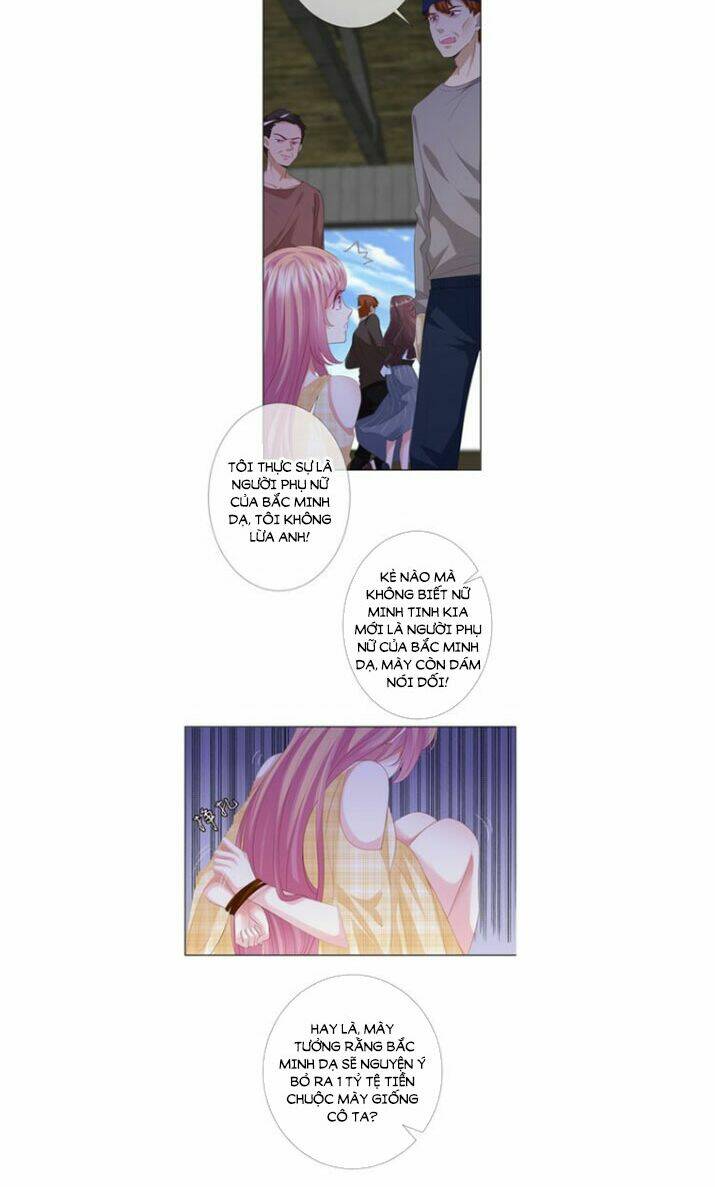 TÔI THỰC SỰ LÀ
NGƯỜI PHỤ NỮ
CỦA BẮC MINH
DẠ, TÔI KHÔNG
LỪA ANH!
KẺ NÀO MÀ
KHÔNG BIẾT NỮ
MINH TINH KIA
MỚI LÀ NGƯỜI PHỤ
NỮ CỦA BẮC MINH
DẠ, MÀY CÒN DÁM
NÓI DỐI!
挣扎
HAY LÀ, MÀY
TƯỞNG RẰNG BẮC
MINH DẠ SẼ NGUYỆN Ý
BỎ RA 1 TỶ TỆ TIỀN
CHUỘC MÀY GIỐNG
CÔ TA?